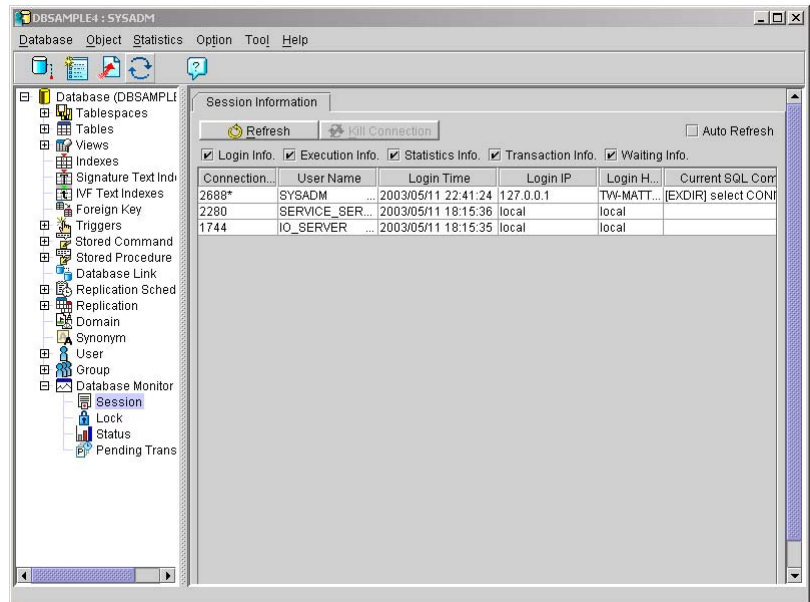 DBSAMPLE4 : SYSADM
Database Object Statistics Option Tool Help
Database (DBSAMPLE
Tablespaces
Tables
Views
Indexes
Signature Text Ind
IVF Text Indexes
Foreign Key
Triggers
Stored Command
Stored Procedure
Database Link
Replication Sched
Replication
Domain
Synonym
User
Group
Database Monitor
Session
Lock
Status
Pending Trans
Session Information
Refresh Kill Connection Auto Refresh
Login Info. Execution Info. Statistics Info. Transaction Info. Waiting Info.
Connection... User Name Login Time Login IP Login H... Current SQL Com
2688* SYSADM ... 2003/05/11 22:41:24 127.0.0.1 TW-MATT... [EXDIR] select CONN
2280 SERVICE_SER... 2003/05/11 18:15:36 local local
1744 IO_SERVER ... 2003/05/11 18:15:35 local local